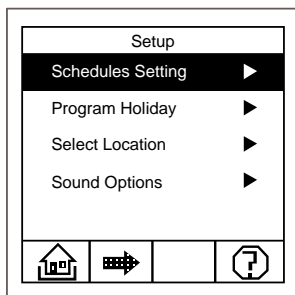 Setup
Schedules Setting
Program Holiday
Select Location
Sound Options
?